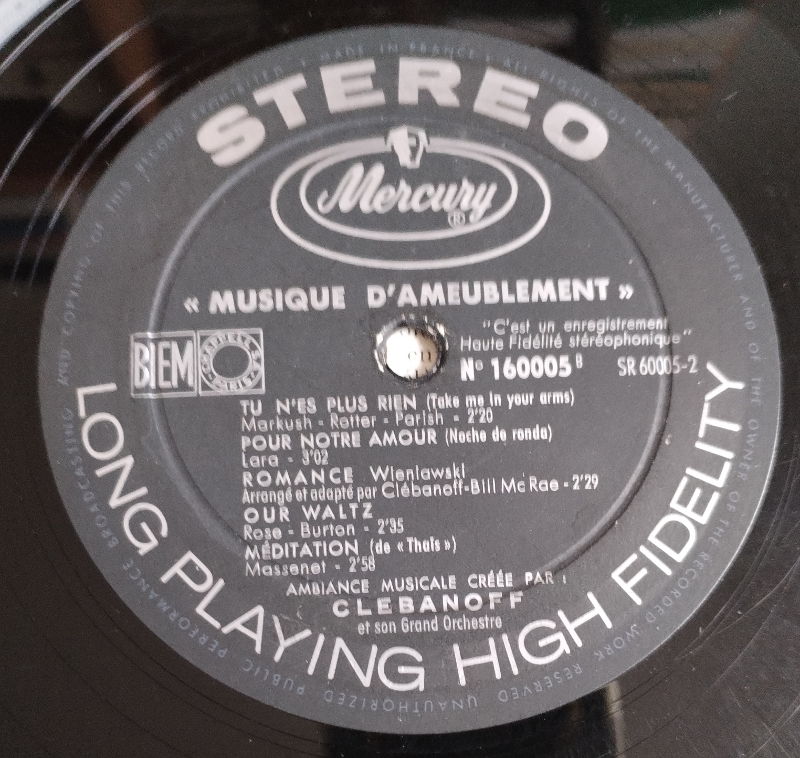 MADE IN FRANCE • ALL RIGHTS OF THE MANUFACTURER AND OF THE OWNER OF THE RECORDED WORK RESERVED UNAUTHORIZED PUBLIC PERFORMANCE BROADCASTING AND COPYING OF THIS RECORD PROHIBITED •
STEREO
Mercury
®
« MUSIQUE D'AMEUBLEMENT »
"C'est un enregistrement
Haute Fidélité stéréophonique"
BIEM
PARIS
N° 160005 B
SR 60005-2
TU N'ES PLUS RIEN (Take me in your arms)
Markush - Rotter - Parish - 2'20
POUR NOTRE AMOUR (Noche de ronda)
Lara - 3'02
ROMANCE Wieniawski
Arrangé et adapté par Clébanoff-Bill Mc Rae - 2'29
OUR WALTZ
Rose - Burton - 2'35
MÉDITATION (de « Thaïs »)
Massenet - 2'58
AMBIANCE MUSICALE CRÉÉE PAR :
CLEBANOFF
et son Grand Orchestre
LONG PLAYING HIGH FIDELITY